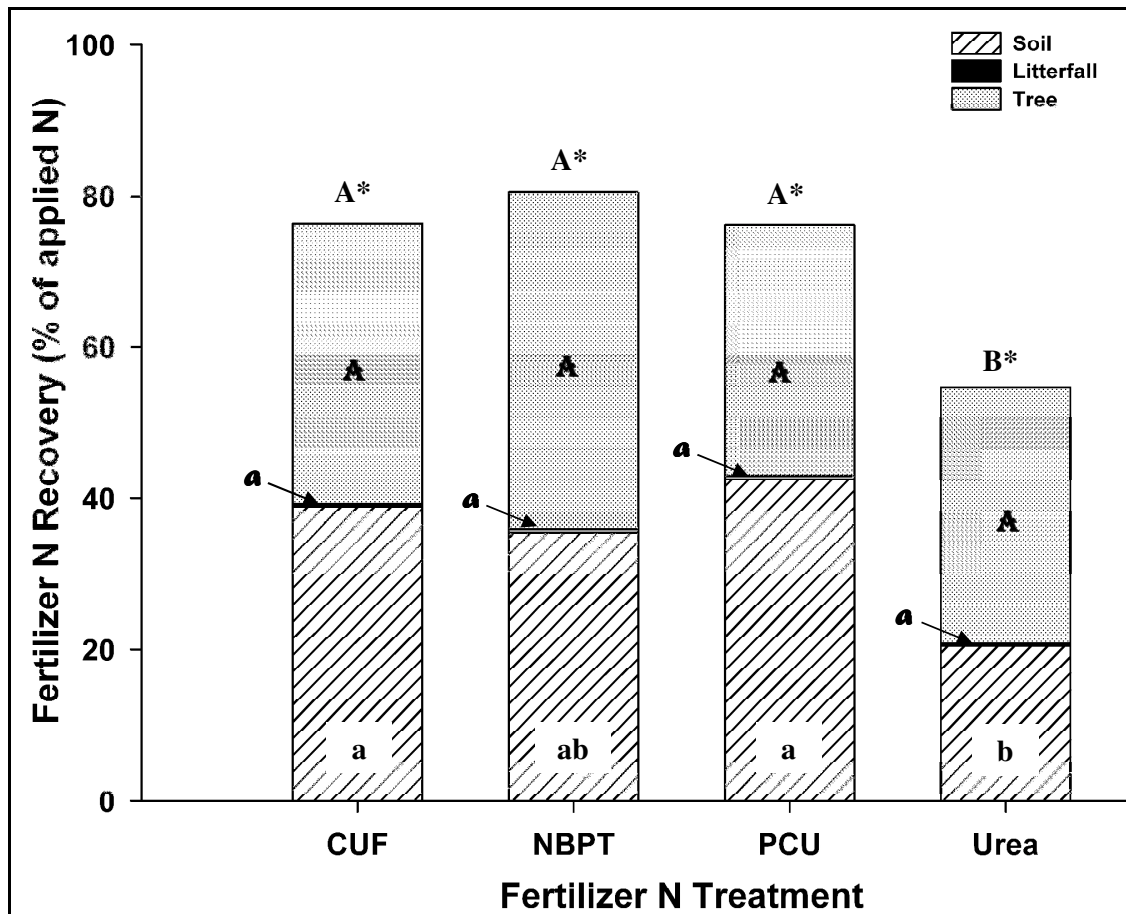 100
80
60
40
20
0
Fertilizer N Recovery (% of applied N)
Soil
Litterfall
Tree
A*
A*
A*
B*
A
A
A
A
a
a
a
a
a
ab
a
b
CUF
NBPT
PCU
Urea
Fertilizer N Treatment